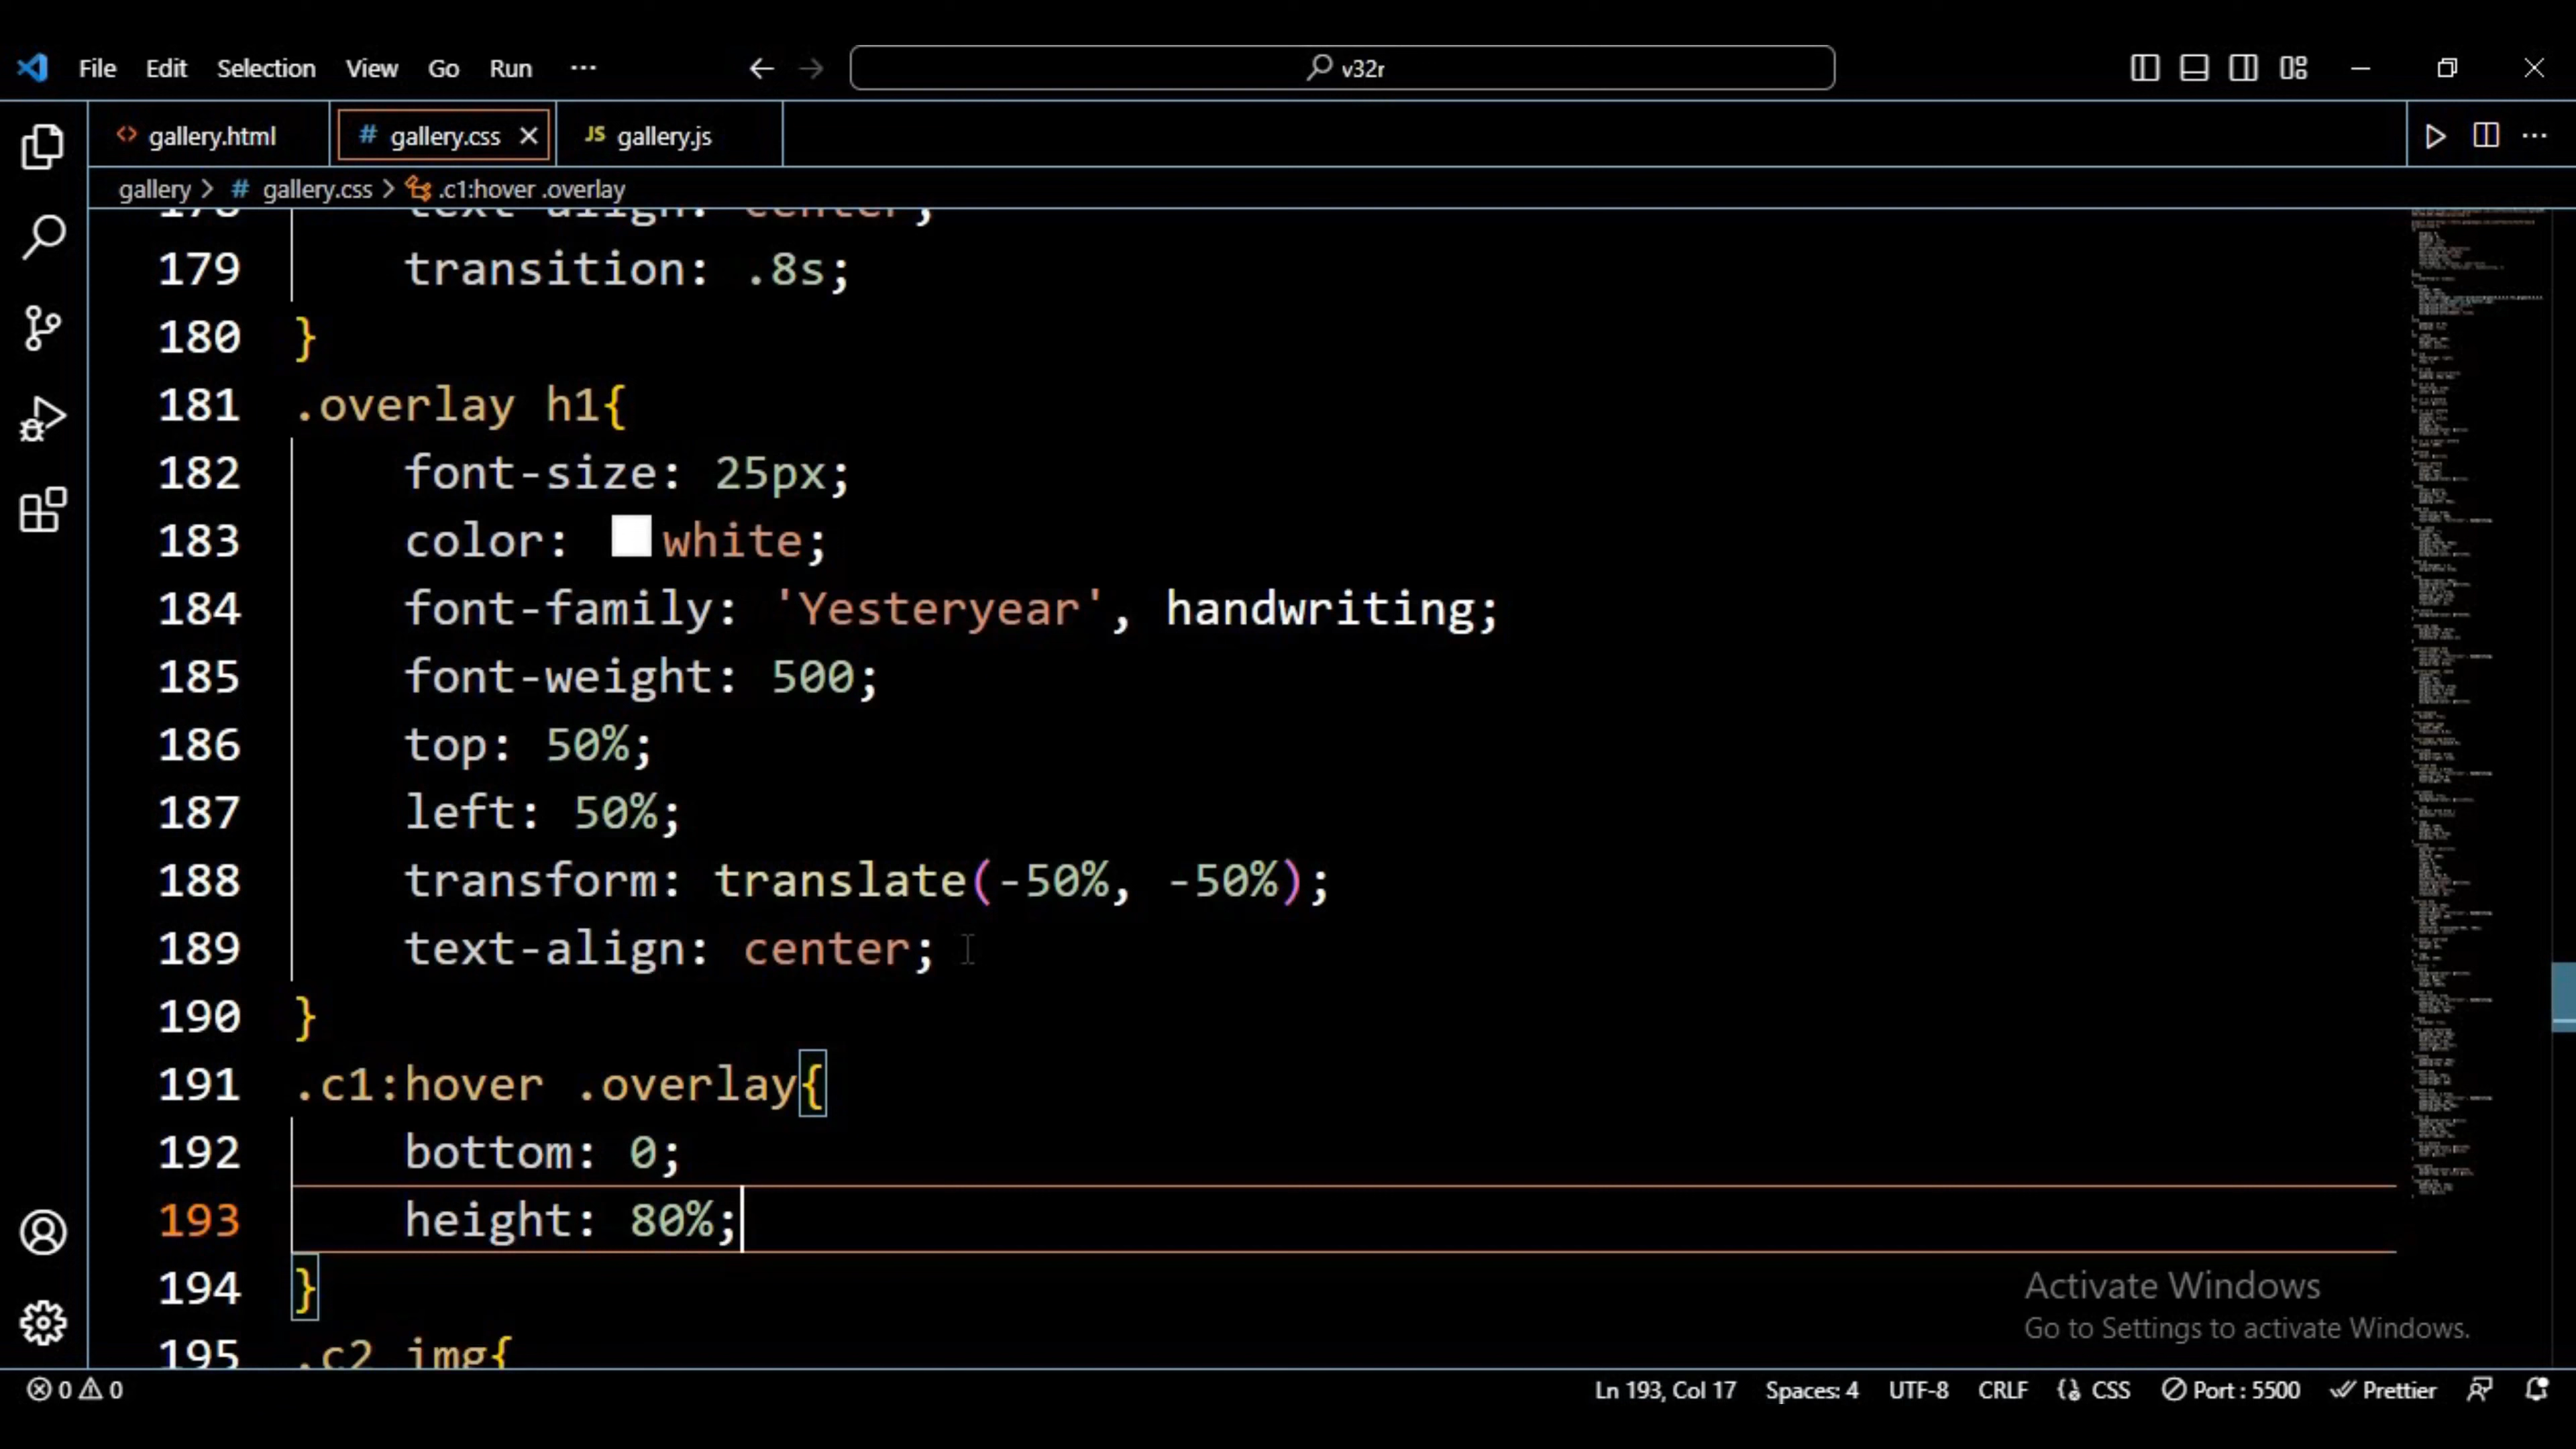 File Edit Selection View Go Run ··· v32r
gallery.html gallery.css JS gallery.js
gallery > # gallery.css > .c1:hover .overlay
178 text-align: center;
179 transition: .8s;
180 }
181 .overlay h1{
182 font-size: 25px;
183 color: white;
184 font-family: 'Yesteryear', handwriting;
185 font-weight: 500;
186 top: 50%;
187 left: 50%;
188 transform: translate(-50%, -50%);
189 text-align: center;
190 }
191 .c1:hover .overlay{
192 bottom: 0;
193 height: 80%;
194 }
195 .c2 img{
Activate Windows
Go to Settings to activate Windows.
0 0 Ln 193, Col 17 Spaces: 4 UTF-8 CRLF CSS Port : 5500 Prettier